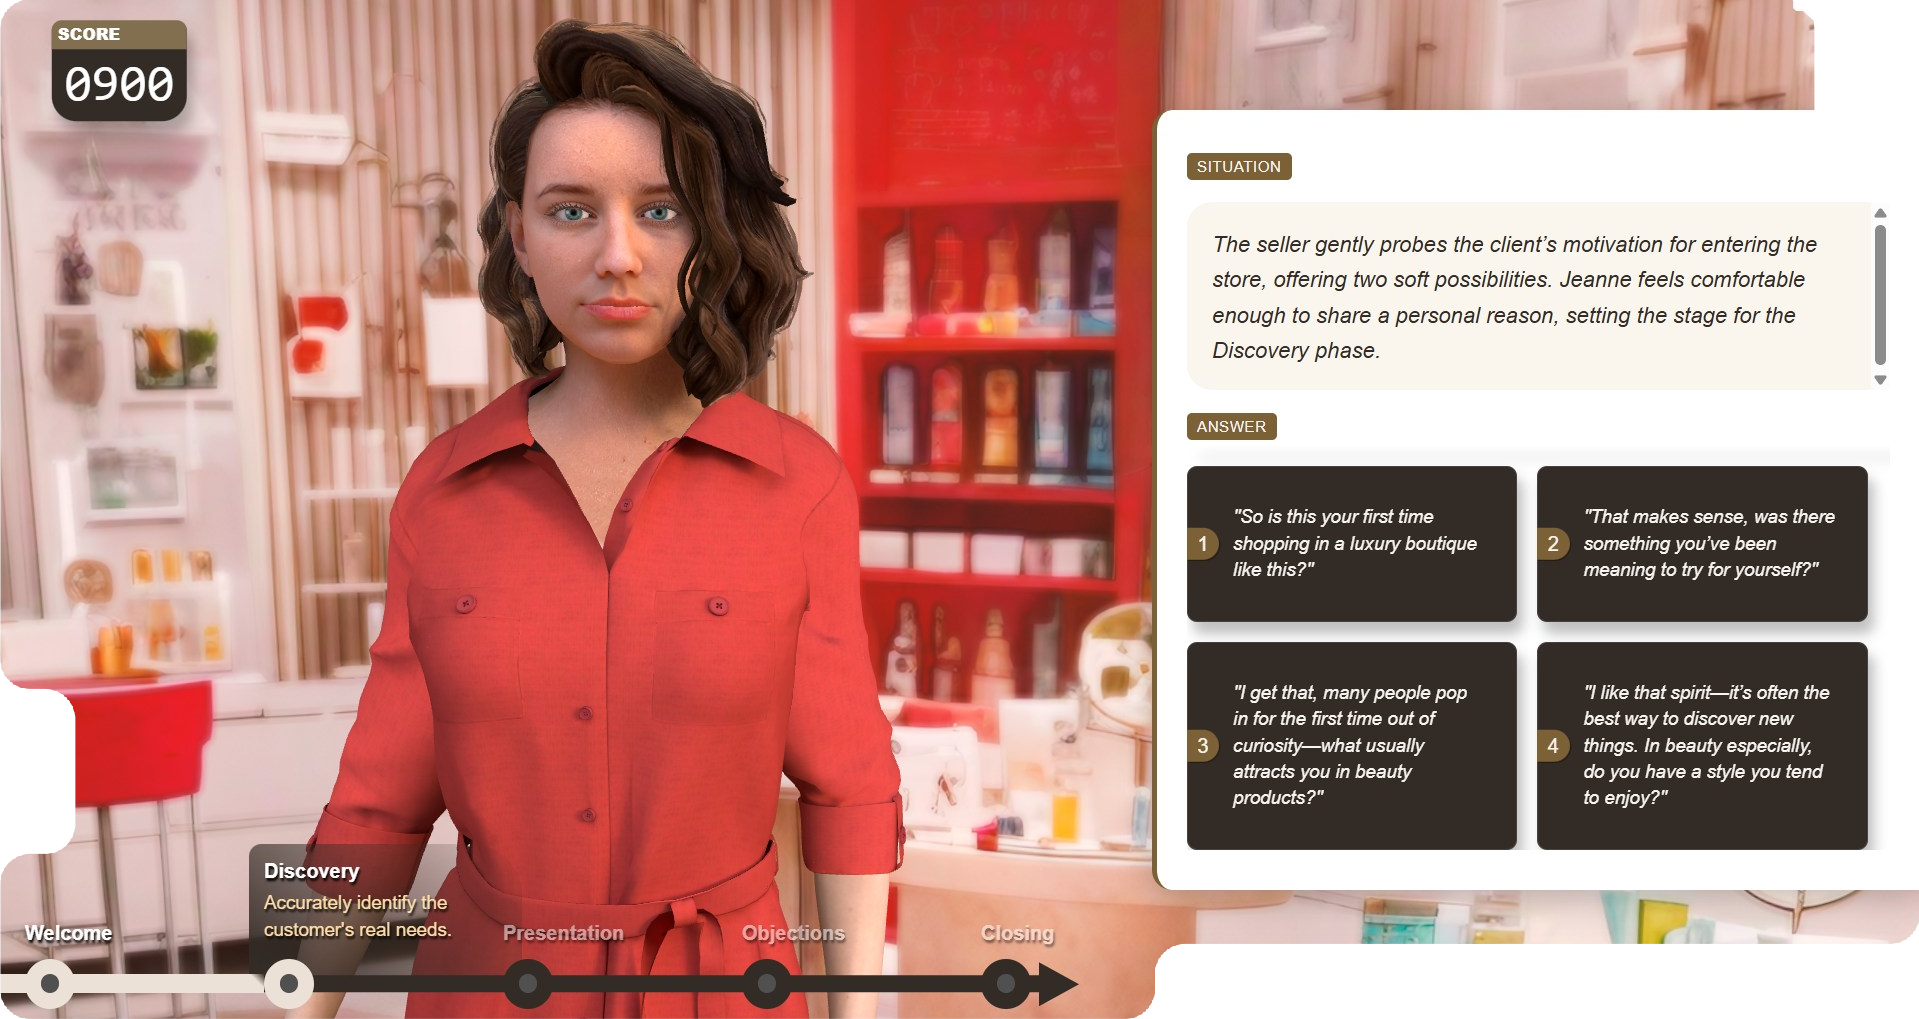 SCORE
0900
SITUATION
The seller gently probes the client’s motivation for entering the
store, offering two soft possibilities. Jeanne feels comfortable
enough to share a personal reason, setting the stage for the
Discovery phase.
ANSWER
1
"So is this your first time
shopping in a luxury boutique
like this?"
2
"That makes sense, was there
something you’ve been
meaning to try for yourself?"
3
"I get that, many people pop
in for the first time out of
curiosity—what usually
attracts you in beauty
products?"
4
"I like that spirit—it’s often the
best way to discover new
things. In beauty especially,
do you have a style you tend
to enjoy?"
Welcome
Discovery
Accurately identify the
customer's real needs.
Presentation
Objections
Closing